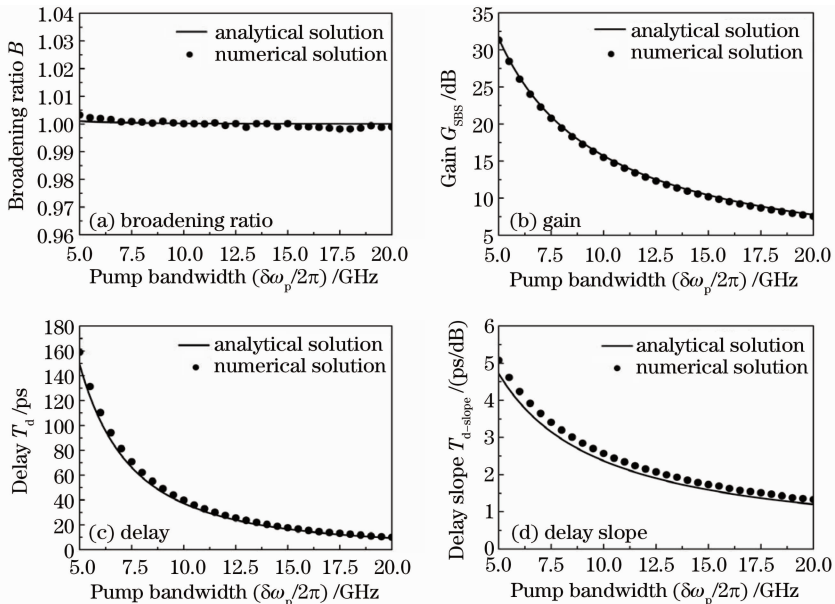 1.04
1.03
1.02
1.01
1.00
0.99
0.98
0.97
0.96
Broadening ratio B
analytical solution
numerical solution
(a) broadening ratio
5.0 7.5 10.0 12.5 15.0 17.5 20.0
Pump bandwidth (δω_p/2π) /GHz
35
30
25
20
15
10
5
Gain G_SBS /dB
analytical solution
numerical solution
(b) gain
5.0 7.5 10.0 12.5 15.0 17.5 20.0
Pump bandwidth (δω_p/2π) /GHz
180
160
140
120
100
80
60
40
20
0
Delay T_d /ps
analytical solution
numerical solution
(c) delay
5.0 7.5 10.0 12.5 15.0 17.5 20.0
Pump bandwidth (δω_p/2π) /GHz
6
5
4
3
2
1
0
Delay slope T_d-slope /(ps/dB)
analytical solution
numerical solution
(d) delay slope
5.0 7.5 10.0 12.5 15.0 17.5 20.0
Pump bandwidth (δω_p/2π) /GHz